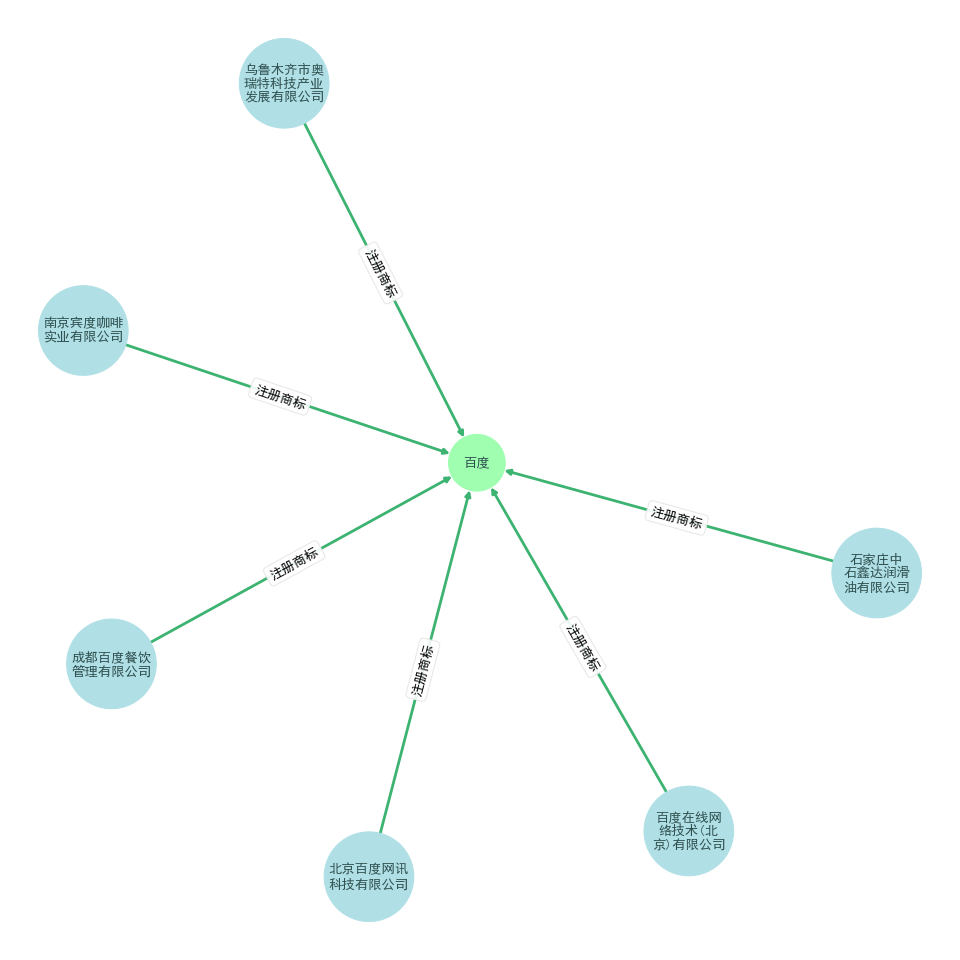 乌鲁木齐市奥
瑞特科技产业
发展有限公司
注册商标
南京宾度咖啡
实业有限公司
注册商标
百度
注册商标
石家庄中
石鑫达润滑
油有限公司
注册商标
成都百度餐饮
管理有限公司
注册商标
注册商标
百度在线网
络技术(北
京)有限公司
北京百度网讯
科技有限公司